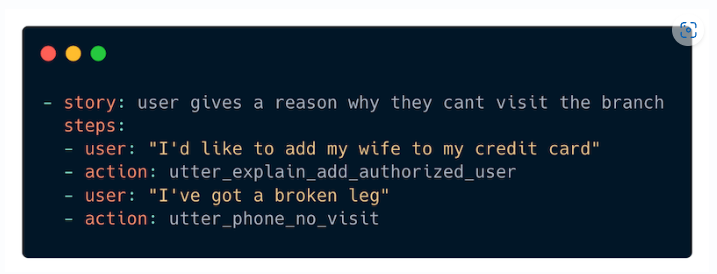 - story: user gives a reason why they cant visit the branch
steps:
- user: "I'd like to add my wife to my credit card"
- action: utter_explain_add_authorized_user
- user: "I've got a broken leg"
- action: utter_phone_no_visit